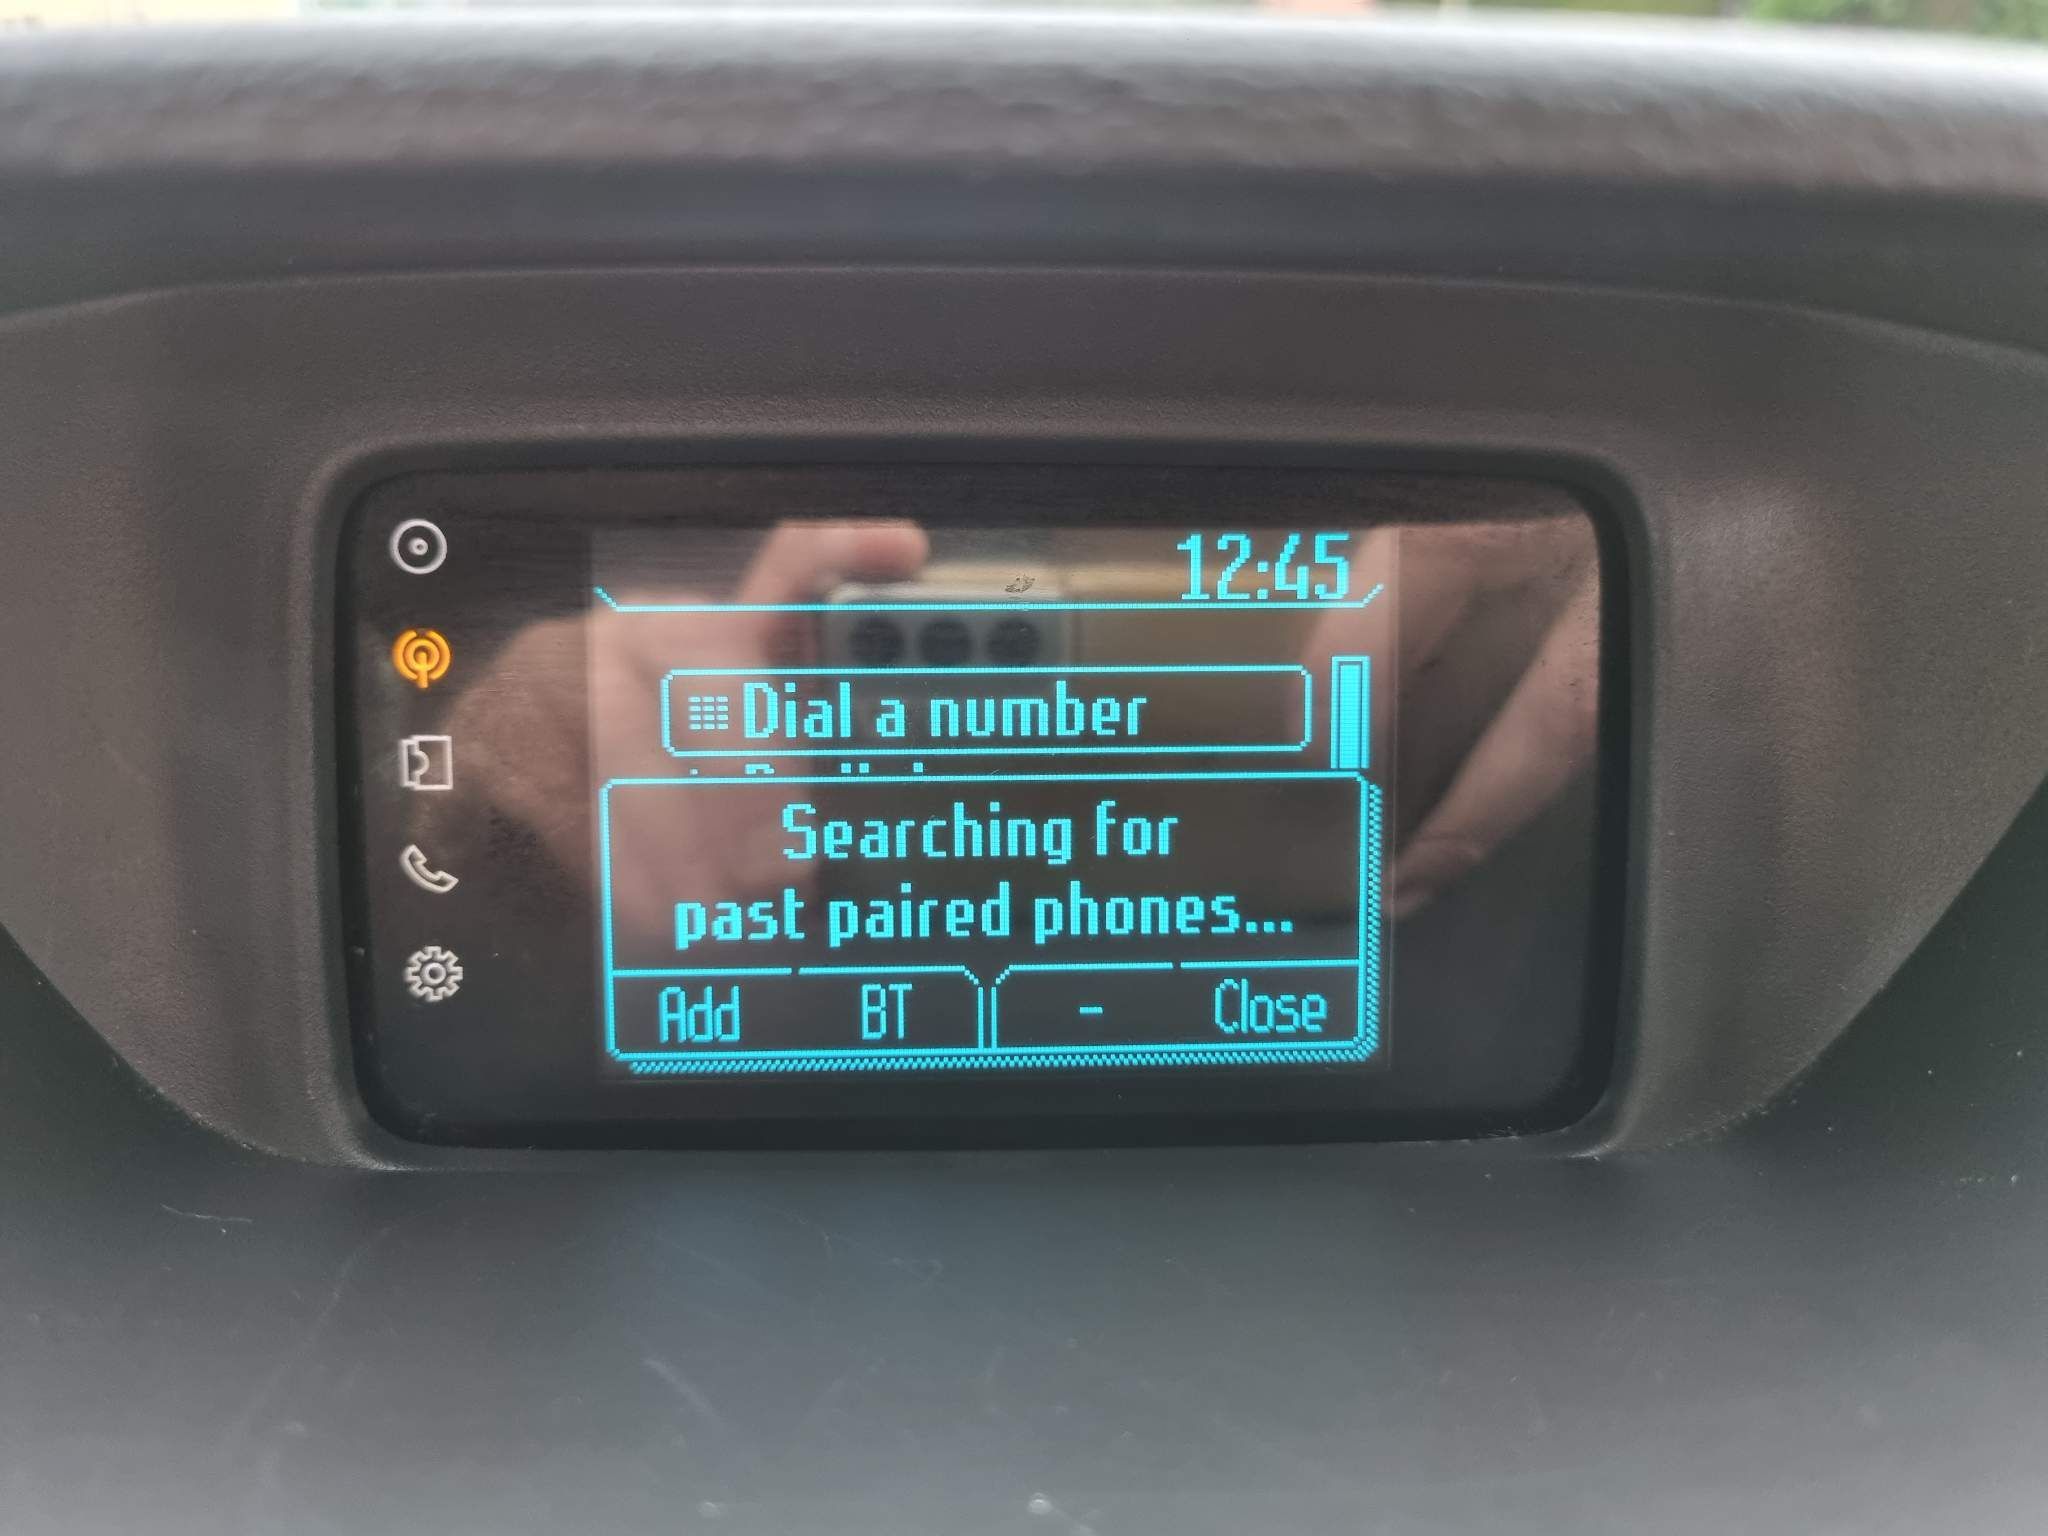 12:45
Dial a number
Searching for
past paired phones...
Add BT - Close